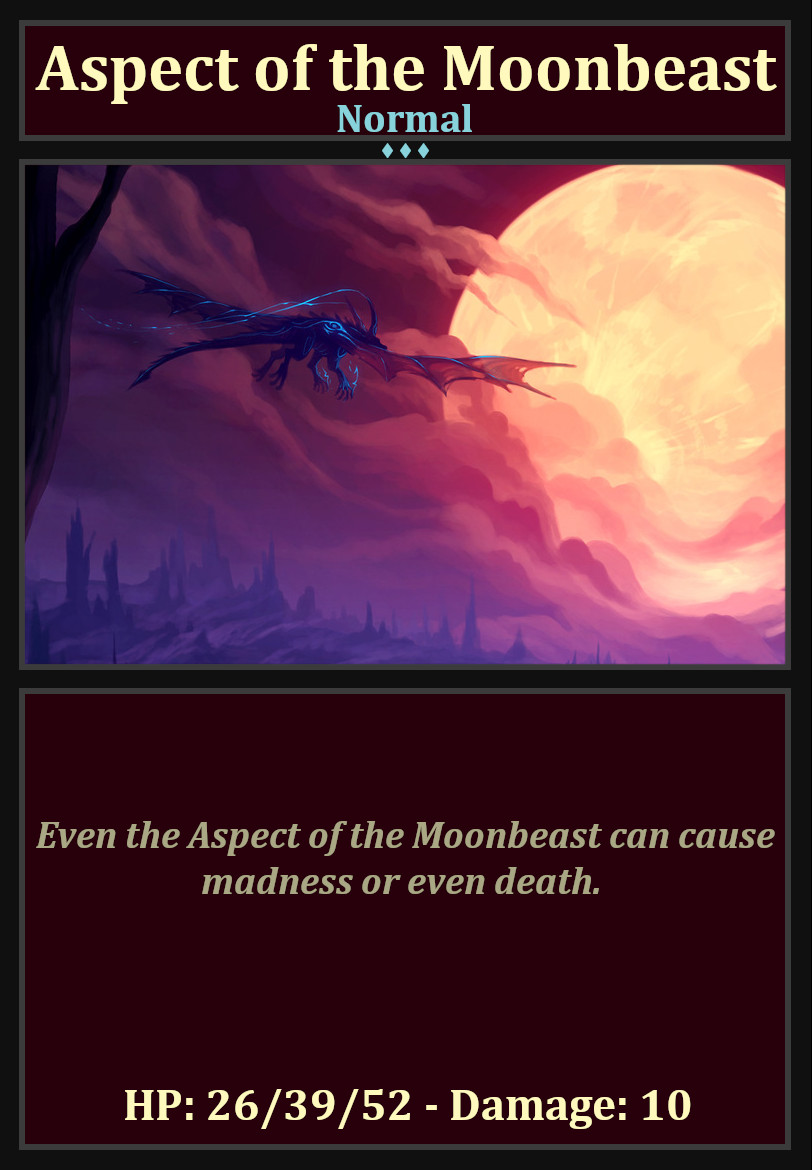 Aspect of the Moonbeast
Normal
♦♦♦
Even the Aspect of the Moonbeast can cause
madness or even death.
HP: 26/39/52 - Damage: 10